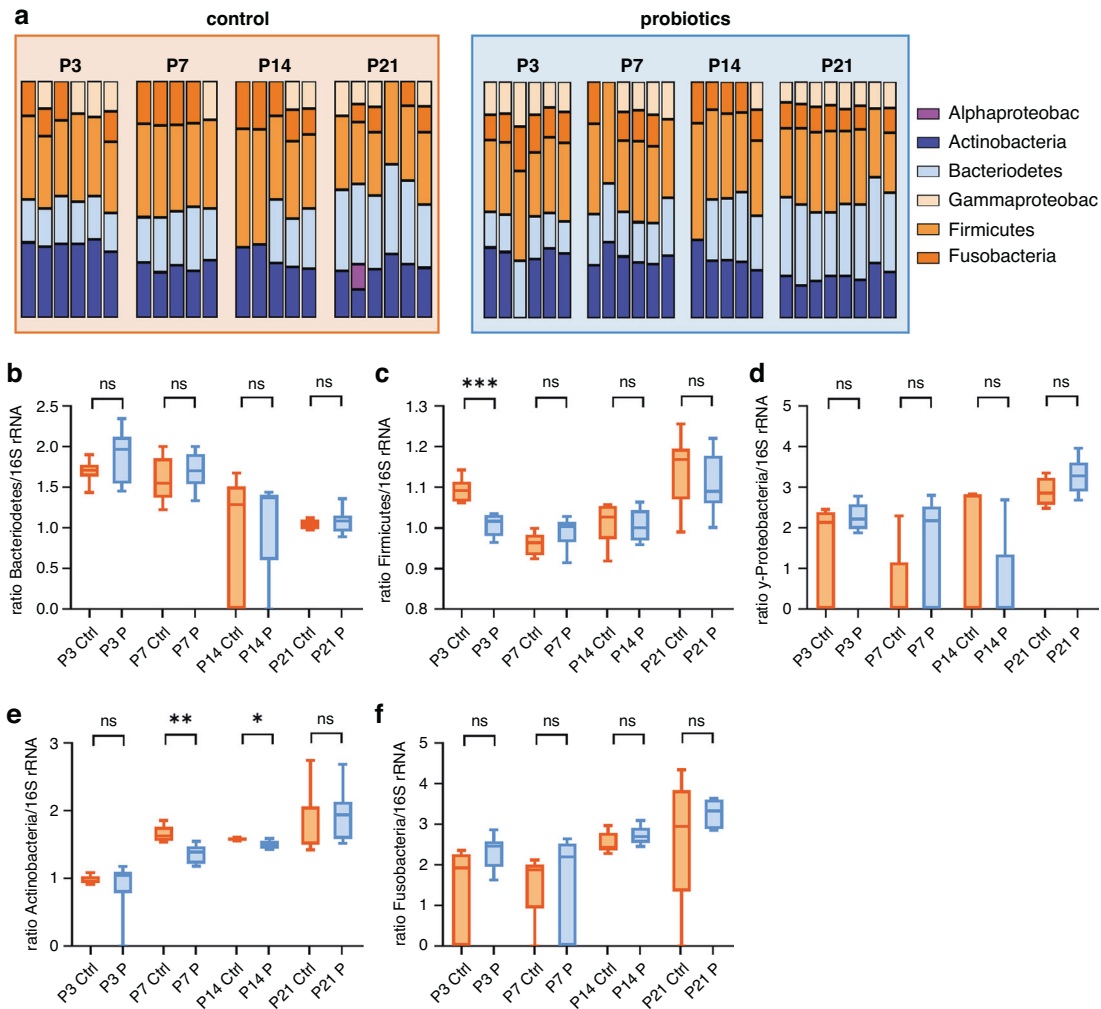 a
control
probiotics
P3 P7 P14 P21
P3 P7 P14 P21
Alphaproteobac
Actinobacteria
Bacteriodetes
Gammaproteobac
Firmicutes
Fusobacteria
b
ns ns ns ns
ratio Bacteriodetes/16S rRNA
2.5
2.0
1.5
1.0
0.5
0.0
P3 Ctrl P3 P P7 Ctrl P7 P P14 Ctrl P14 P P21 Ctrl P21 P
c
*** ns ns ns
ratio Firmicutes/16S rRNA
1.3
1.2
1.1
1.0
0.9
0.8
P3 Ctrl P3 P P7 Ctrl P7 P P14 Ctrl P14 P P21 Ctrl P21 P
d
ns ns ns ns
ratio y-Proteobacteria/16S rRNA
5
4
3
2
1
0
P3 Ctrl P3 P P7 Ctrl P7 P P14 Ctrl P14 P P21 Ctrl P21 P
e
ns ** * ns
ratio Actinobacteria/16S rRNA
3
2
1
0
P3 Ctrl P3 P P7 Ctrl P7 P P14 Ctrl P14 P P21 Ctrl P21 P
f
ns ns ns ns
ratio Fusobacteria/16S rRNA
5
4
3
2
1
0
P3 Ctrl P3 P P7 Ctrl P7 P P14 Ctrl P14 P P21 Ctrl P21 P